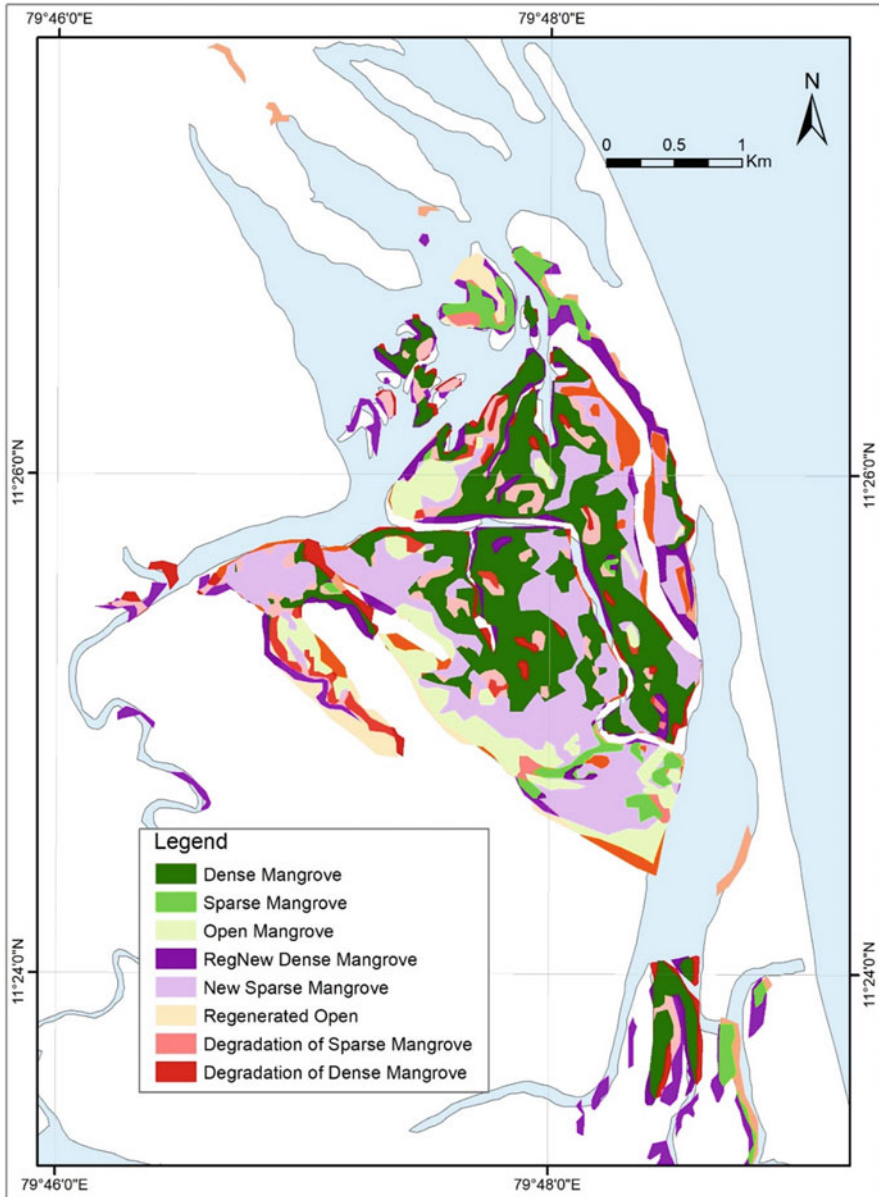 79°46'0"E
79°48'0"E
N
0
0.5
1
Km
11°26'0"N
11°26'0"N
Legend
Dense Mangrove
Sparse Mangrove
Open Mangrove
RegNew Dense Mangrove
New Sparse Mangrove
Regenerated Open
Degradation of Sparse Mangrove
Degradation of Dense Mangrove
11°24'0"N
11°24'0"N
79°46'0"E
79°48'0"E